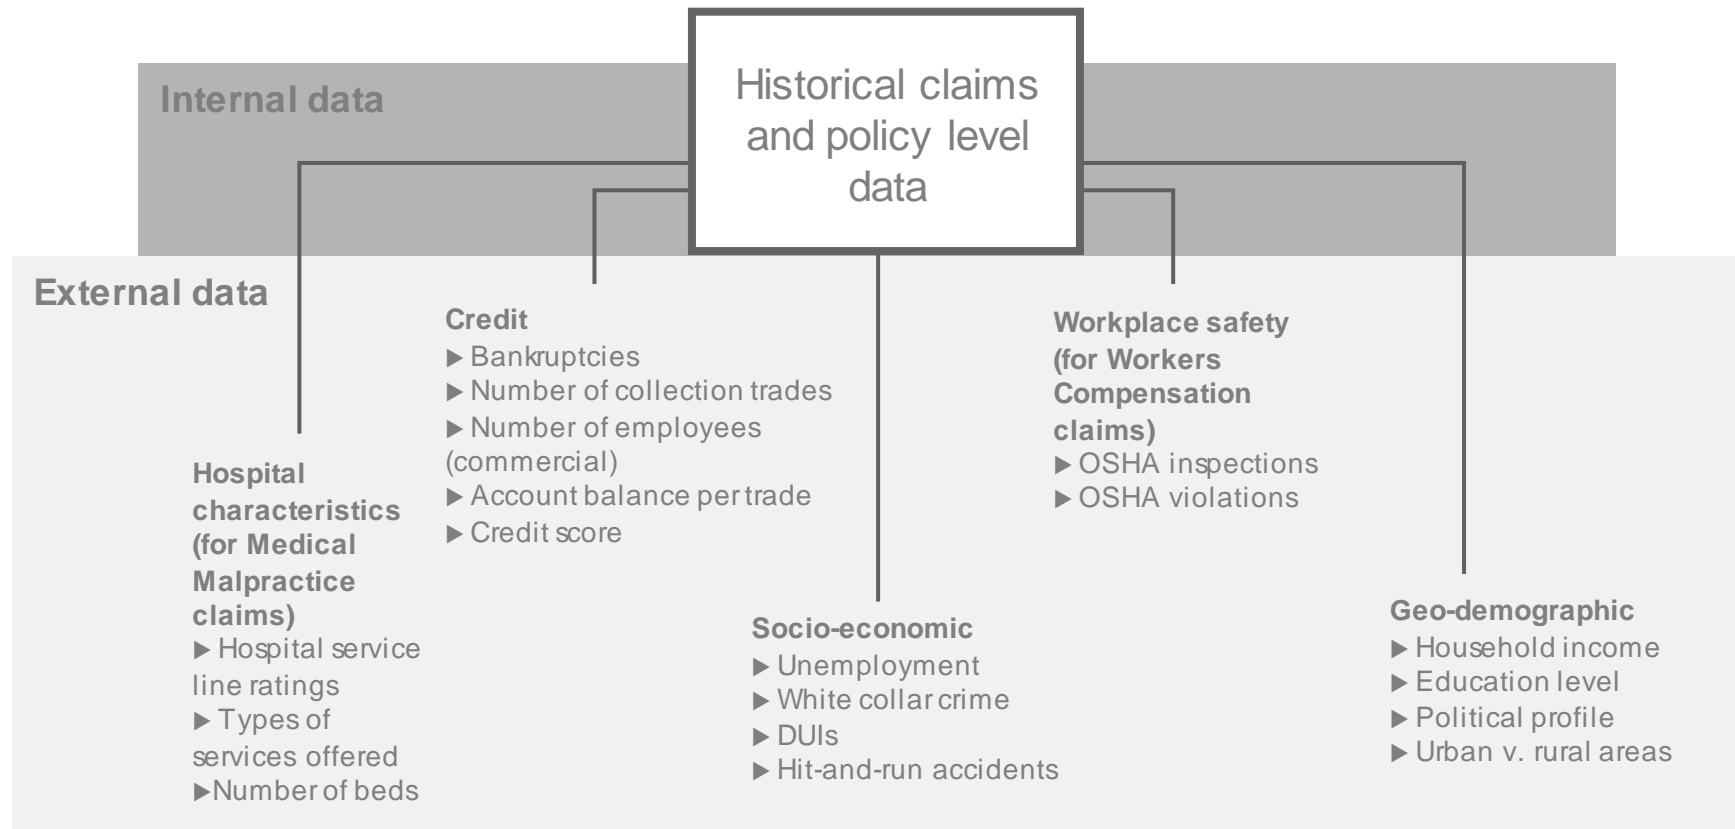 Historical claims
and policy level
data
Internal data
External data
Hospital
characteristics
(for Medical
Malpractice
claims)
▶ Hospital service
line ratings
▶ Types of
services offered
▶Number of beds
Credit
▶ Bankruptcies
▶ Number of collection trades
▶ Number of employees
(commercial)
▶ Account balance per trade
▶ Credit score
Socio-economic
▶ Unemployment
▶ White collar crime
▶ DUIs
▶ Hit-and-run accidents
Workplace safety
(for Workers
Compensation
claims)
▶ OSHA inspections
▶ OSHA violations
Geo-demographic
▶ Household income
▶ Education level
▶ Political profile
▶ Urban v. rural areas